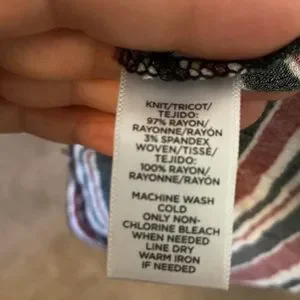 KNIT/TRICOT/
TEJIDO:
97% RAYON/
RAYONNE/RAYÓN
3% SPANDEX
WOVEN/TISSÉ/
TEJIDO:
100% RAYON/
RAYONNE/RAYÓN
MACHINE WASH
COLD
ONLY NON-
CHLORINE BLEACH
WHEN NEEDED
LINE DRY
WARM IRON
IF NEEDED